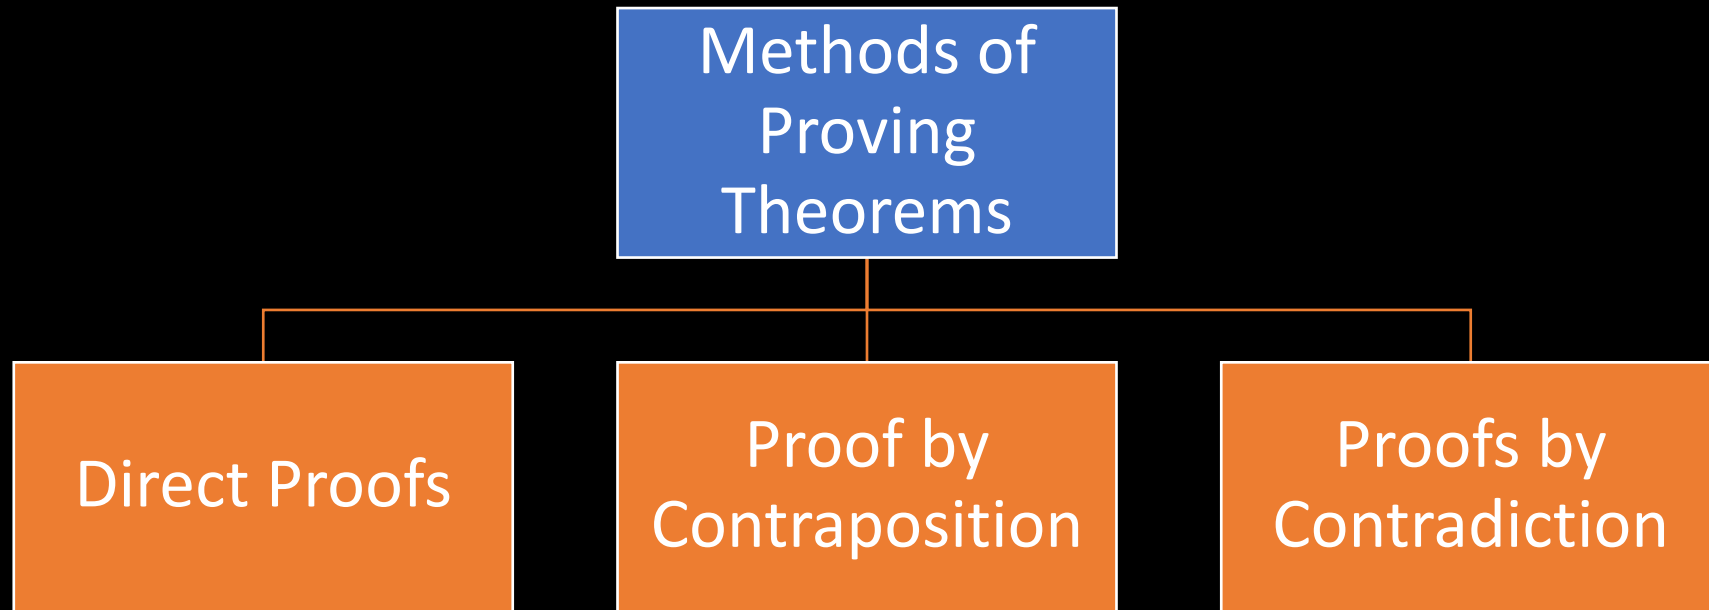 Methods of
Proving
Theorems
Direct Proofs
Proof by
Contraposition
Proofs by
Contradiction